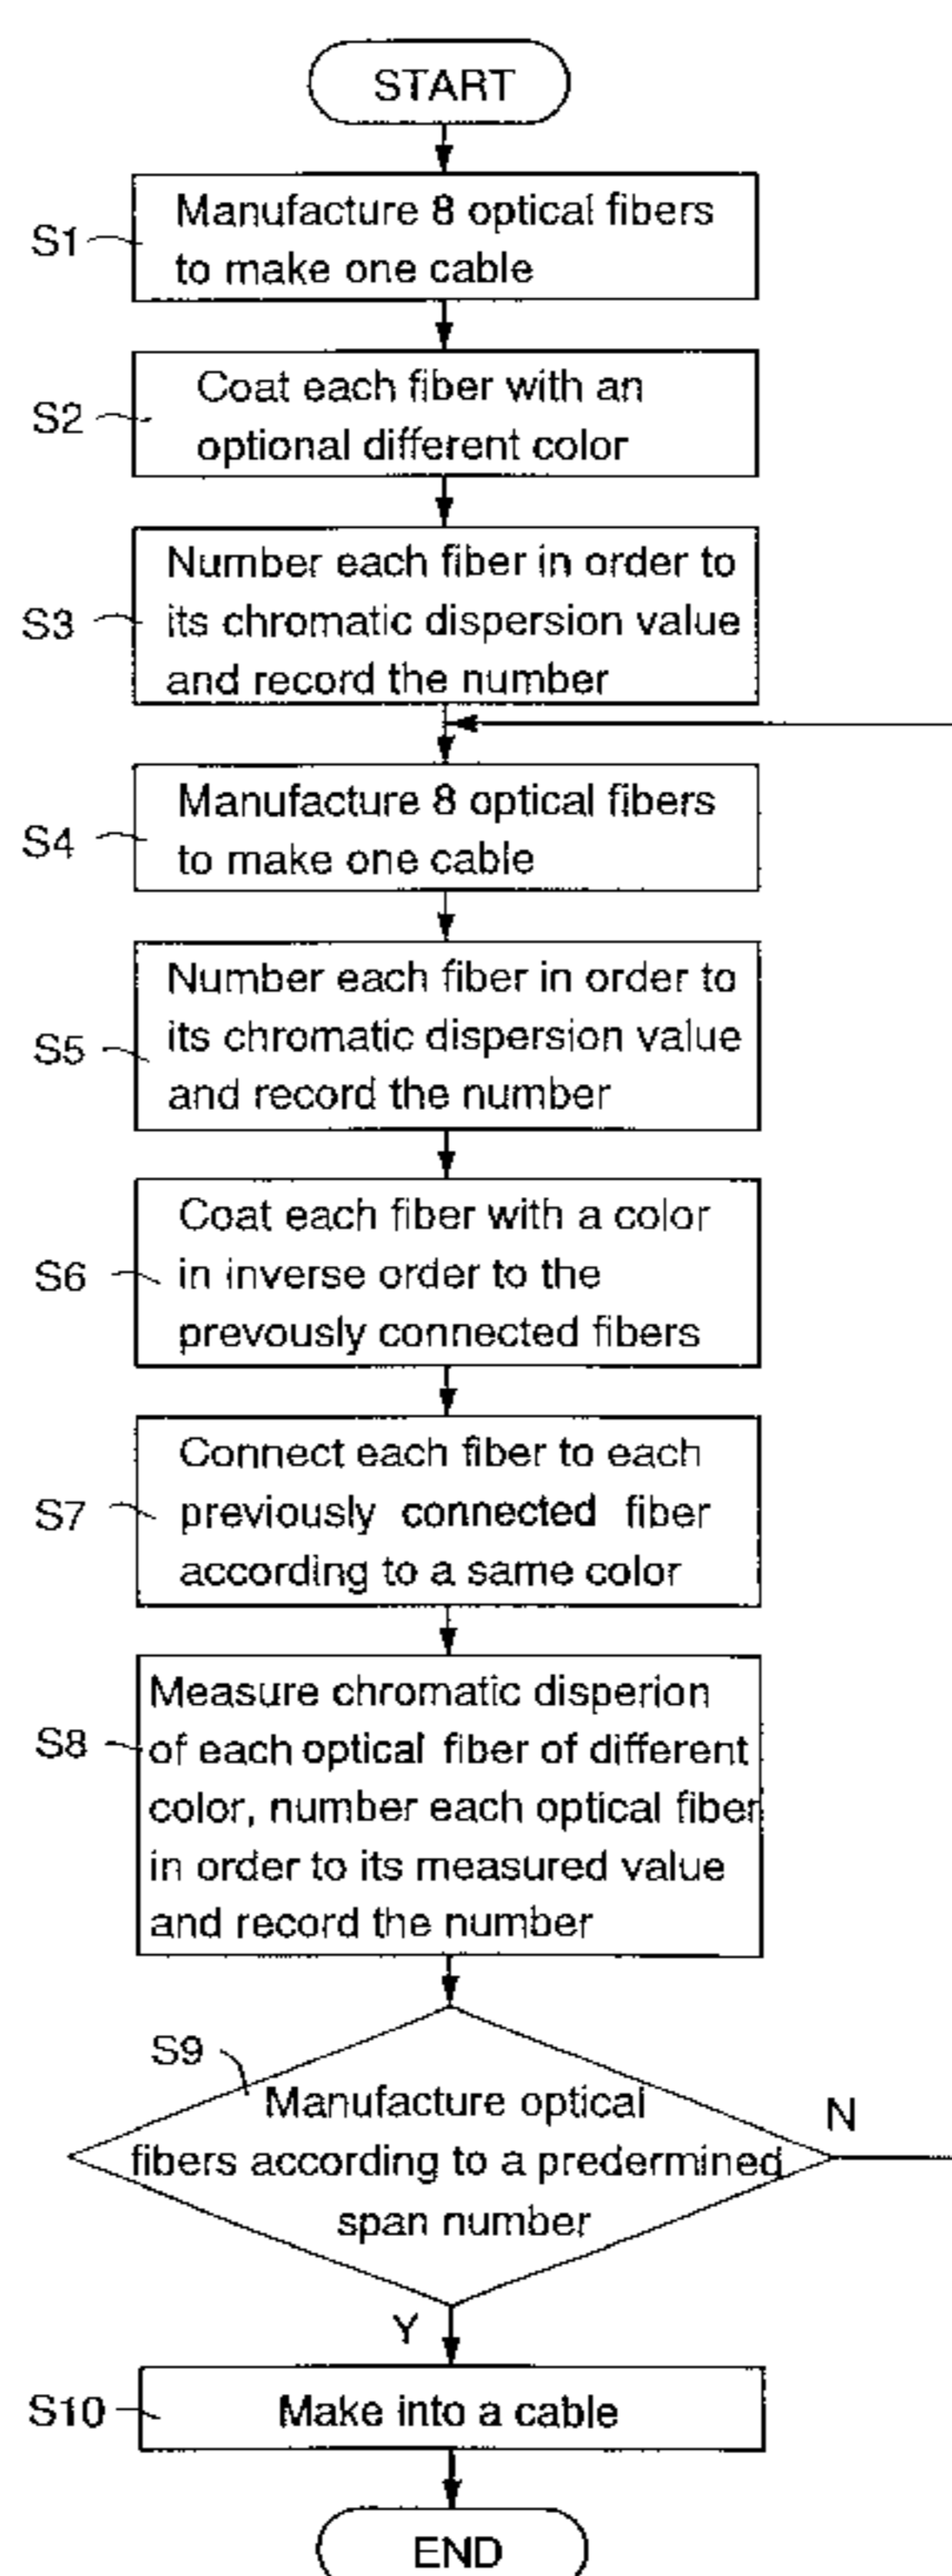 START
S1
Manufacture 8 optical fibers
to make one cable
S2
Coat each fiber with an
optional different color
S3
Number each fiber in order to
its chromatic dispersion value
and record the number
S4
Manufacture 8 optical fibers
to make one cable
S5
Number each fiber in order to
its chromatic dispersion value
and record the number
S6
Coat each fiber with a color
in inverse order to the
prevously connected fibers
S7
Connect each fiber to each
previously connected fiber
according to a same color
S8
Measure chromatic disperion
of each optical fiber of different
color, number each optical fiber
in order to its measured value
and record the number
S9
Manufacture optical
fibers according to a predermined
span number
N
Y
S10
Make into a cable
END